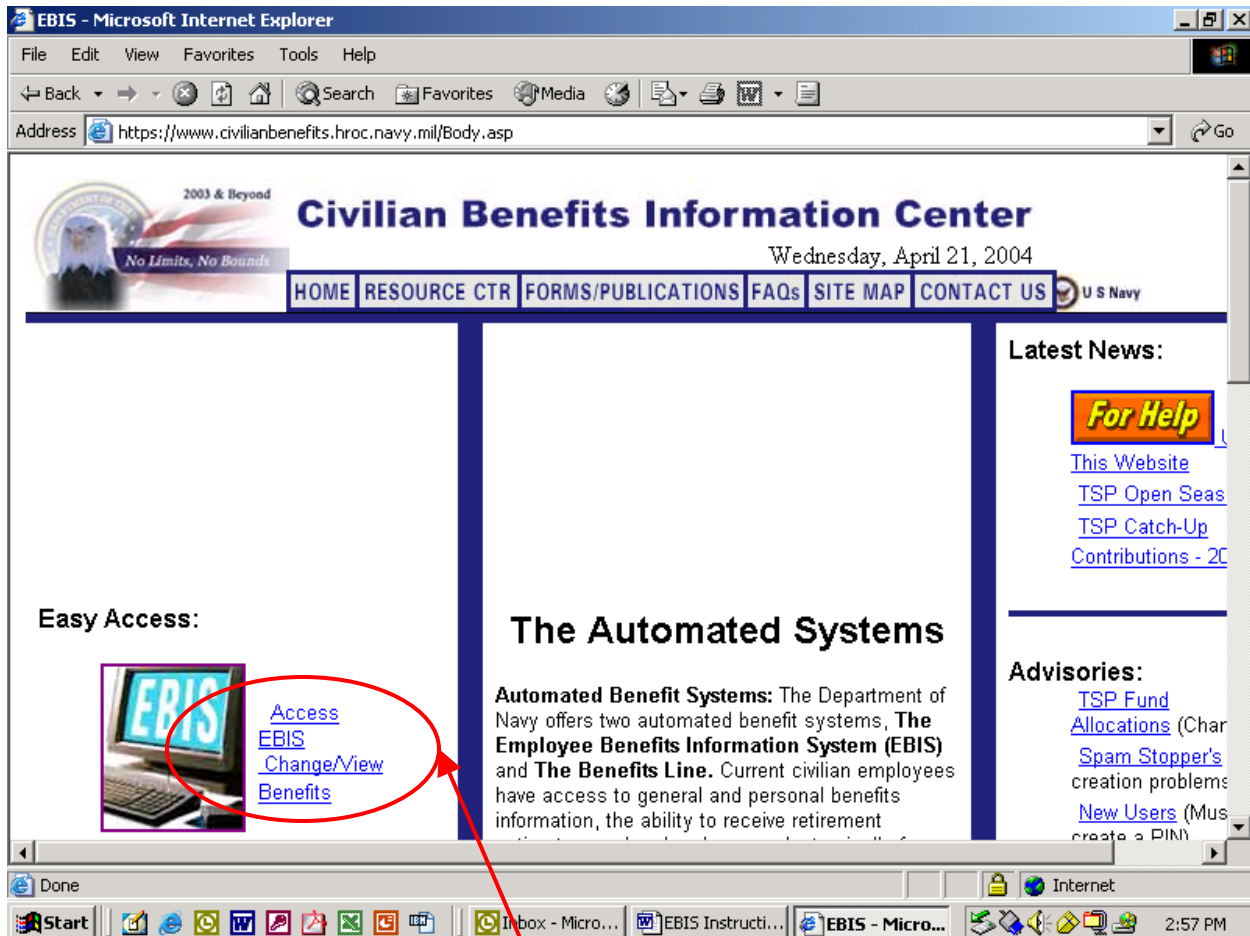 EBIS - Microsoft Internet Explorer
File Edit View Favorites Tools Help
Back Search Favorites Media
Address https://www.civilianbenefits.hroc.navy.mil/Body.asp Go
2003 & Beyond
No Limits, No Bounds
Civilian Benefits Information Center
Wednesday, April 21, 2004
HOME RESOURCE CTR FORMS/PUBLICATIONS FAQs SITE MAP CONTACT US U S Navy
Easy Access:
EBIS
Access
EBIS
Change/View
Benefits
The Automated Systems
Automated Benefit Systems: The Department of
Navy offers two automated benefit systems, The
Employee Benefits Information System (EBIS)
and The Benefits Line. Current civilian employees
have access to general and personal benefits
information, the ability to receive retirement
Latest News:
For Help
This Website
TSP Open Seas
TSP Catch-Up
Contributions - 20
Advisories:
TSP Fund
Allocations (Char
Spam Stopper's
creation problems
New Users (Mus
create a PIN)
Done Internet
Start Inbox - Micro... EBIS Instructi... EBIS - Micro... 2:57 PM